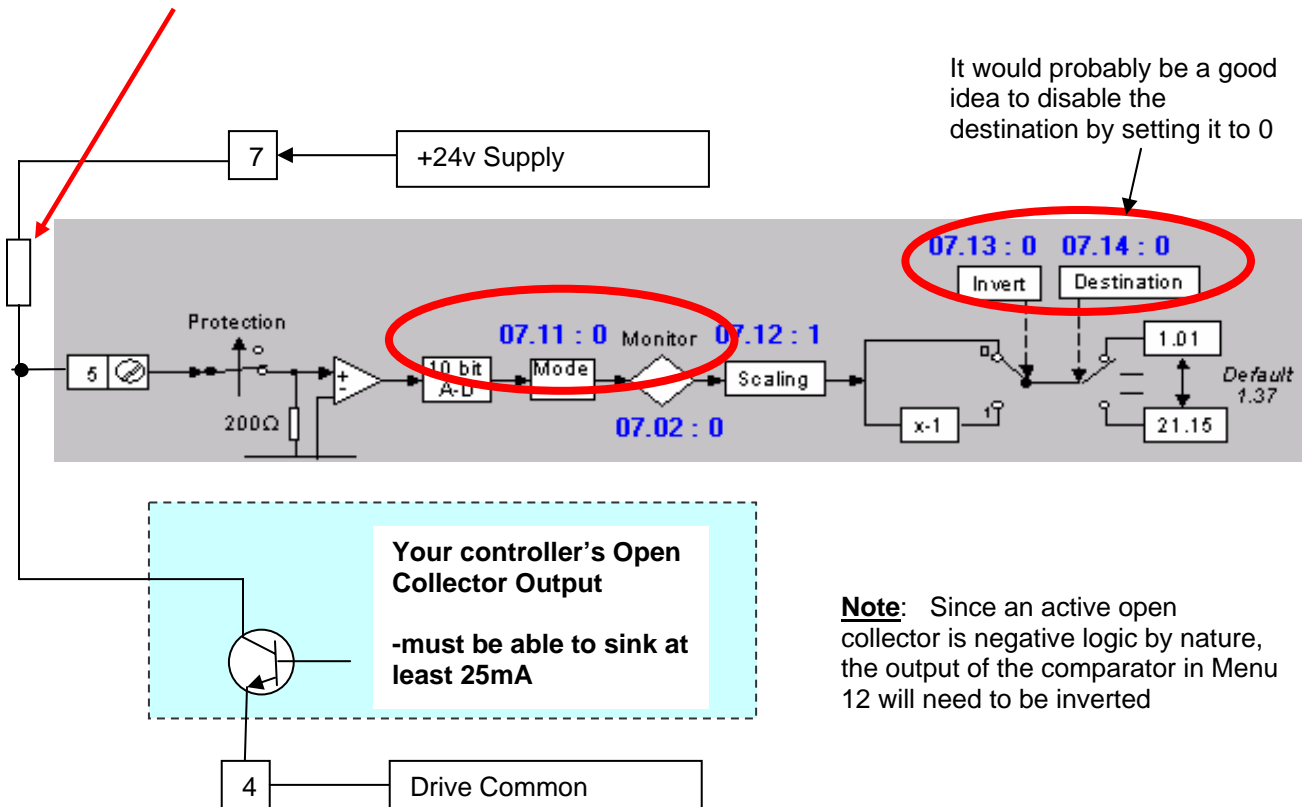 It would probably be a good
idea to disable the
destination by setting it to 0
7
+24v Supply
07.13 : 0
07.14 : 0
Invert
Destination
Protection
07.11 : 0
Monitor
07.12 : 1
1.01
5
+
-
10 bit
A-D
Mode
Scaling
0
Default
1.37
200Ω
07.02 : 0
x-1
1
21.15
Your controller's Open
Collector Output
-must be able to sink at
least 25mA
Note: Since an active open
collector is negative logic by nature,
the output of the comparator in Menu
12 will need to be inverted
4
Drive Common